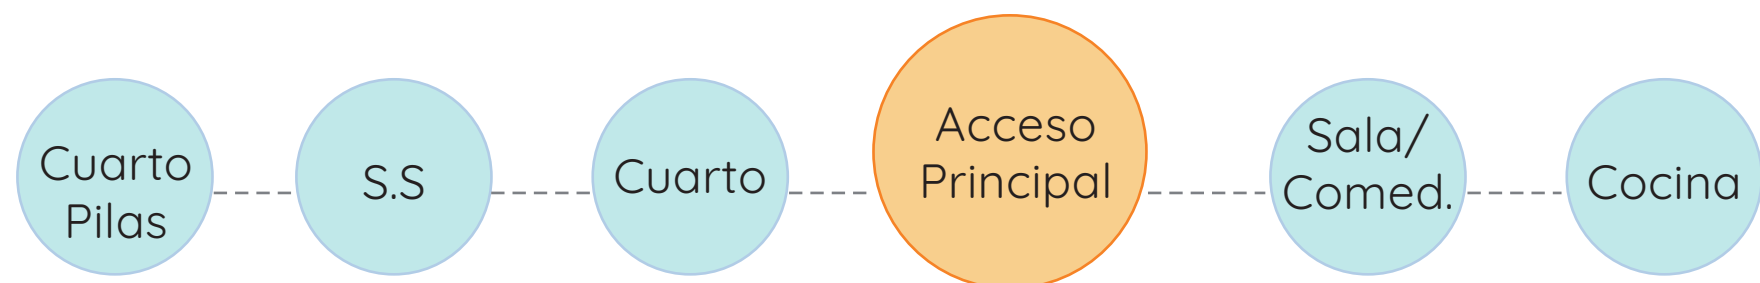 Cuarto
Pilas
S.S
Cuarto
Acceso
Principal
Sala/
Comed.
Cocina